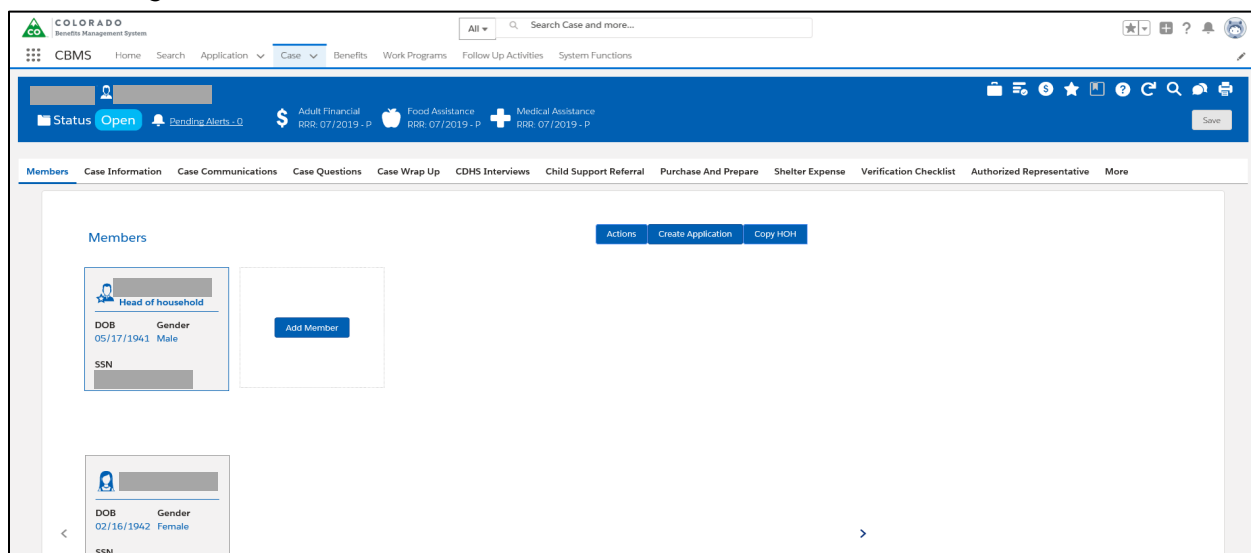 COLORADO
Benefits Management System
CO
All
Search Case and more...
CBMS Home Search Application Case Benefits Work Programs Follow Up Activities System Functions
Status Open Pending Alerts - 0
Adult Financial
RRR: 07/2019 - P
Food Assistance
RRR: 07/2019 - P
Medical Assistance
RRR: 07/2019 - P
Save
Members Case Information Case Communications Case Questions Case Wrap Up CDHS Interviews Child Support Referral Purchase And Prepare Shelter Expense Verification Checklist Authorized Representative More
Members
Actions Create Application Copy HOH
Head of household
DOB Gender
05/17/1941 Male
SSN
Add Member
DOB Gender
02/16/1942 Female
SSN